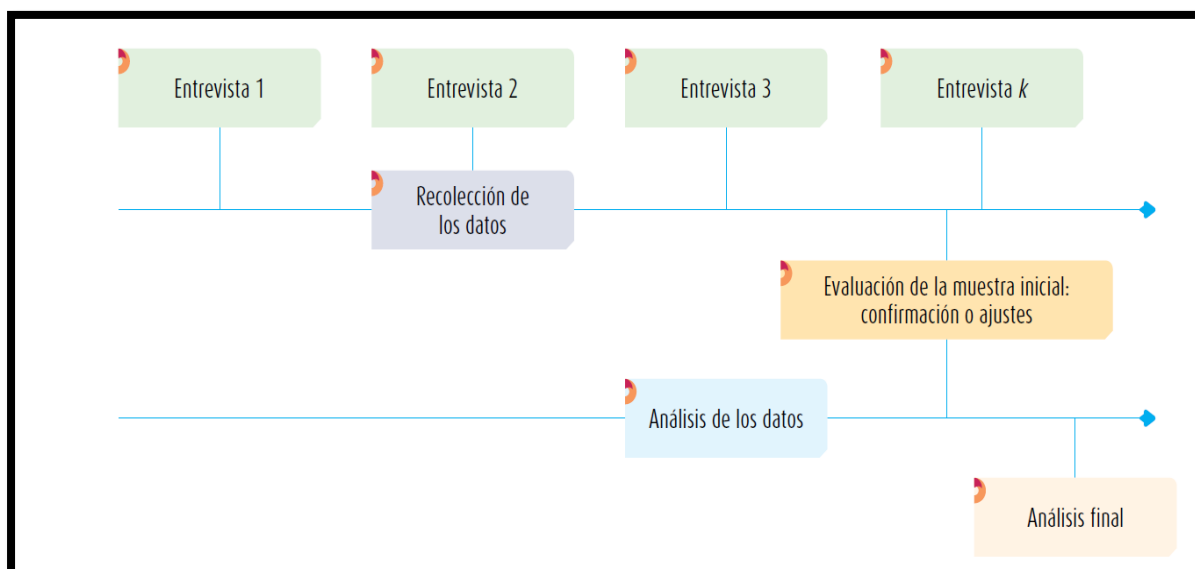 Entrevista 1
Entrevista 2
Entrevista 3
Entrevista k
Recolección de
los datos
Evaluación de la muestra inicial:
confirmación o ajustes
Análisis de los datos
Análisis final